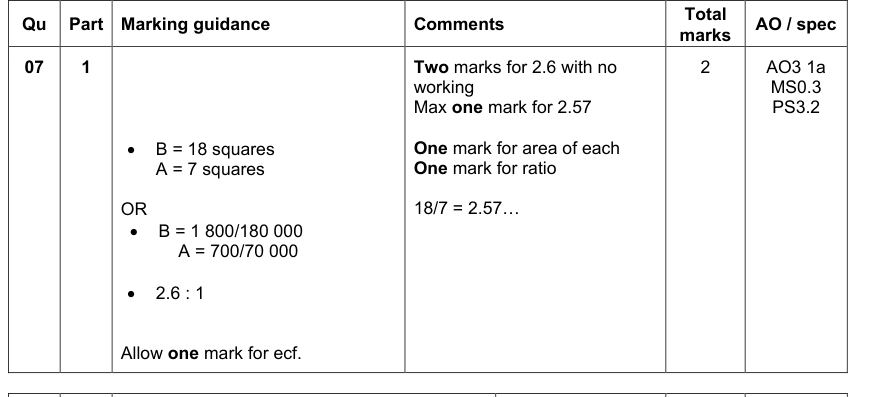 Qu Part Marking guidance Comments Total marks AO / spec
07 1 Two marks for 2.6 with no 2 AO3 1a
working MS0.3
Max one mark for 2.57 PS3.2
• B = 18 squares One mark for area of each
A = 7 squares One mark for ratio
OR 18/7 = 2.57…
• B = 1 800/180 000
A = 700/70 000
• 2.6 : 1
Allow one mark for ecf.